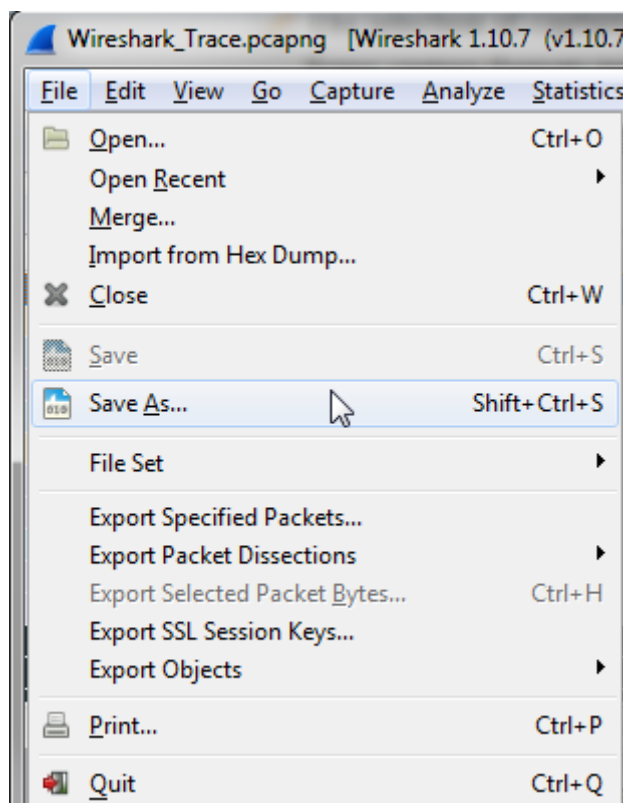 Wireshark_Trace.pcapng [Wireshark 1.10.7 (v1.10.7
File Edit View Go Capture Analyze Statistics
Open... Ctrl+O
Open Recent
Merge...
Import from Hex Dump...
Close Ctrl+W
Save Ctrl+S
Save As... Shift+Ctrl+S
File Set
Export Specified Packets...
Export Packet Dissections
Export Selected Packet Bytes... Ctrl+H
Export SSL Session Keys...
Export Objects
Print... Ctrl+P
Quit Ctrl+Q